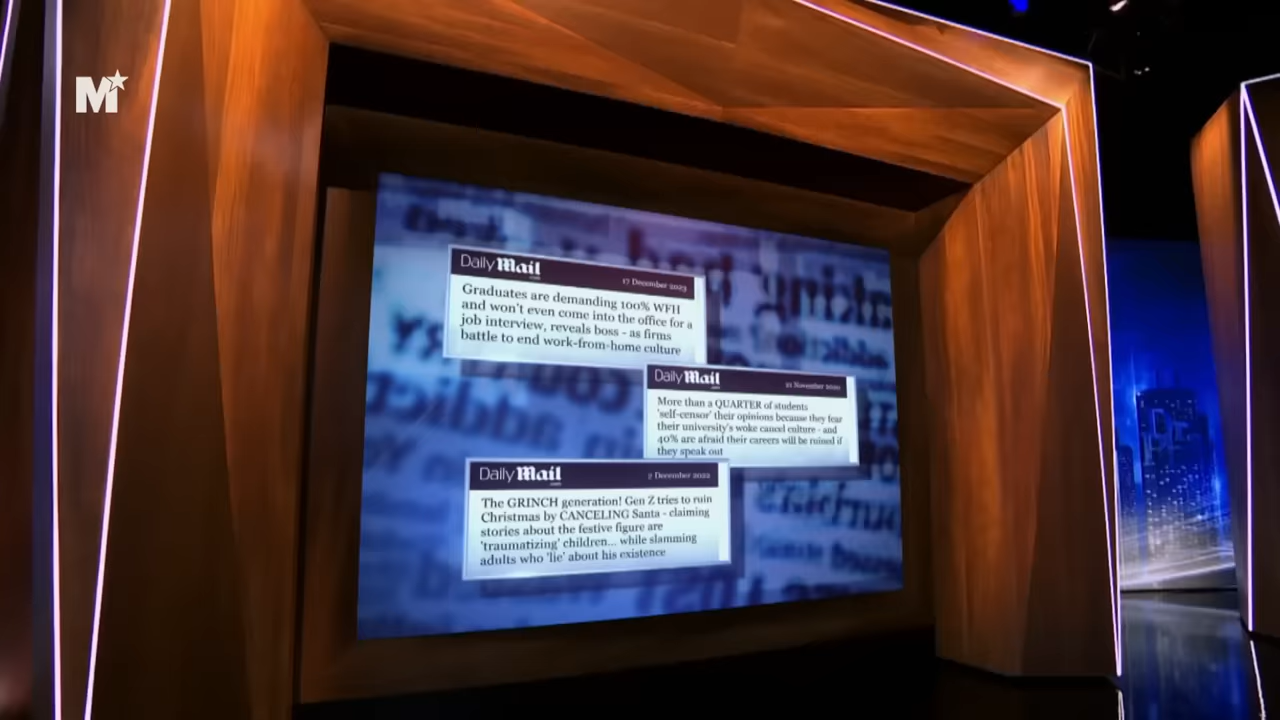 M
Daily Mail
.com
17 December 2023
Graduates are demanding 100% WFH
and won't even come into the office for a
job interview, reveals boss - as firms
battle to end work-from-home culture
Daily Mail
.com
November
More than a QUARTER of students
'self-censor' their opinions because they fear
their university's woke cancel culture - and
40% are afraid their careers will be ruined if
they speak out
Daily Mail
.com
7 December 2022
The GRINCH generation! Gen Z tries to ruin
Christmas by CANCELING Santa - claiming
stories about the festive figure are
'traumatizing' children... while slamming
adults who 'lie' about his existence